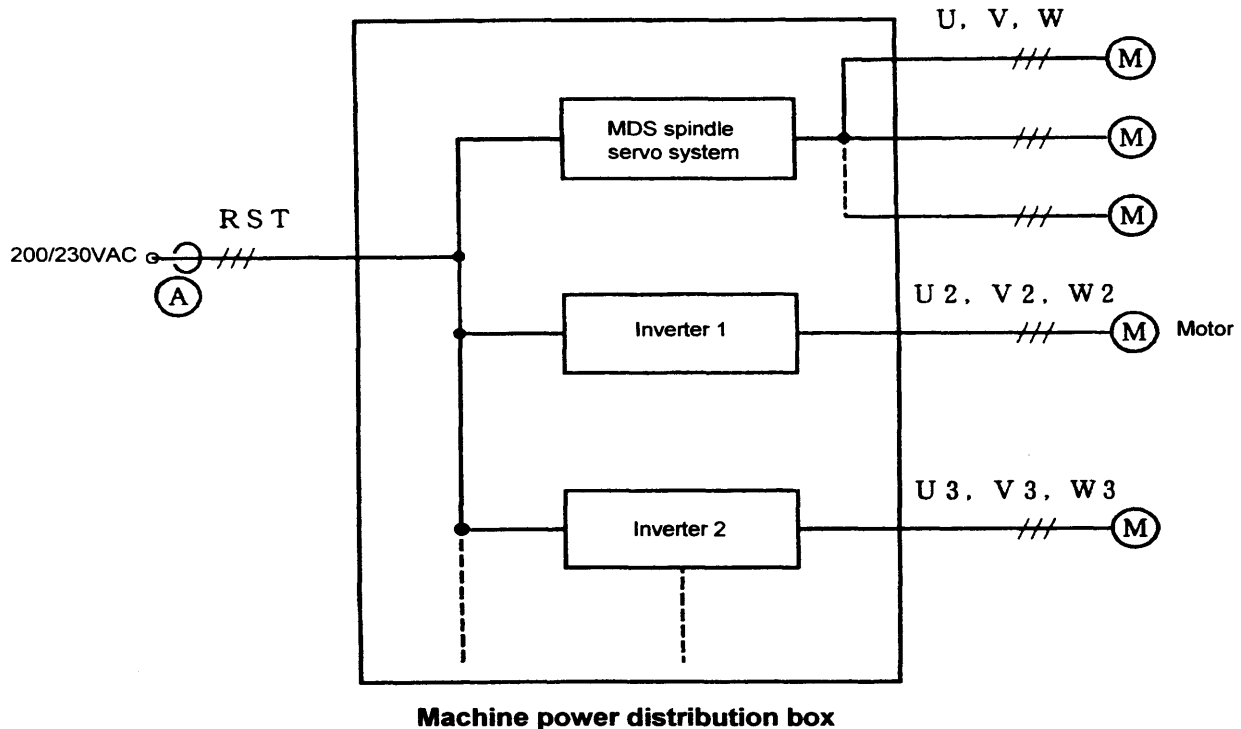 U, V, W
M
MDS spindle
servo system
M
R S T
M
200/230VAC
A
U 2, V 2, W 2
Inverter 1
M
Motor
U 3, V 3, W 3
Inverter 2
M
Machine power distribution box